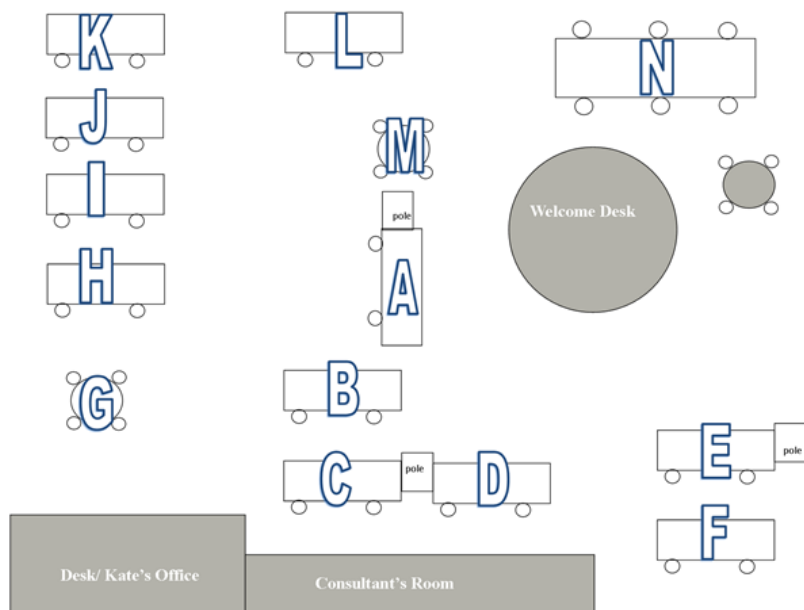 K
L
N
J
M
I
pole
Welcome Desk
H
A
G
B
E
pole
C
pole
D
F
Desk/ Kate's Office
Consultant's Room